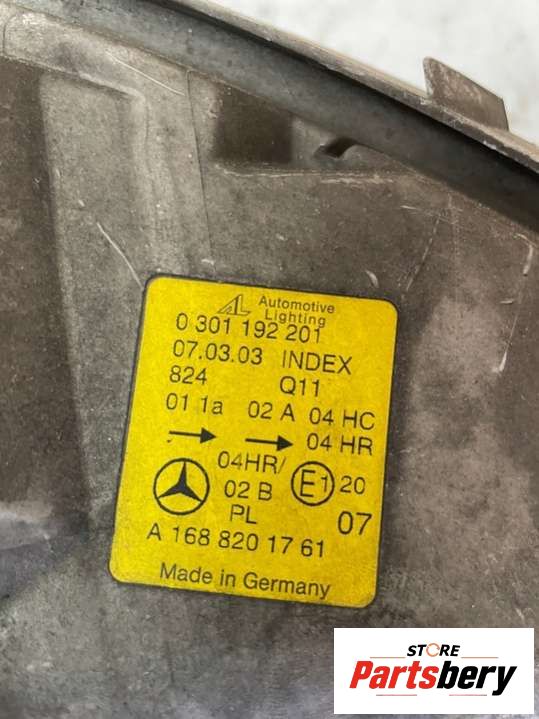 AL Automotive
Lighting
0 301 192 201
07.03.03 INDEX
824 Q11
01 1a 02 A 04 HC
04 HR
04HR/
02 B E1 20
PL 07
A 168 820 17 61
Made in Germany
STORE
Partsbery